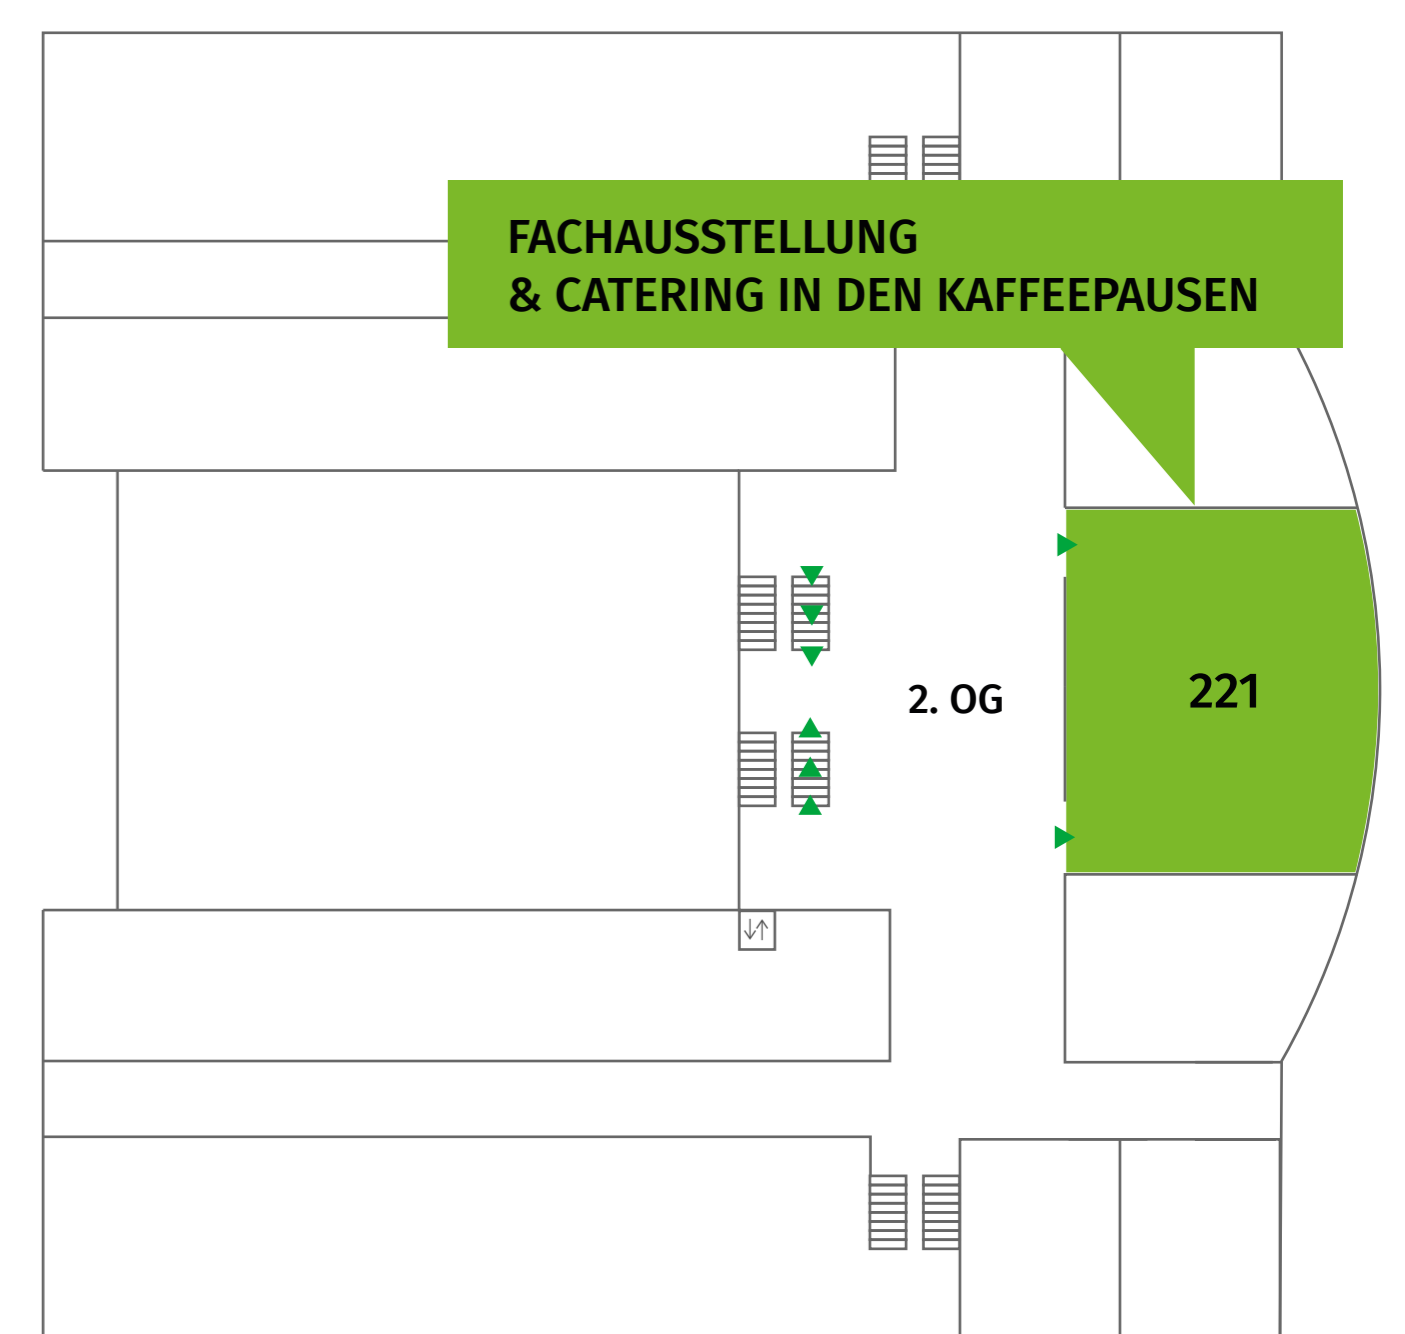 FACHAUSSTELLUNG
& CATERING IN DEN KAFFEEPAUSEN
2. OG
221